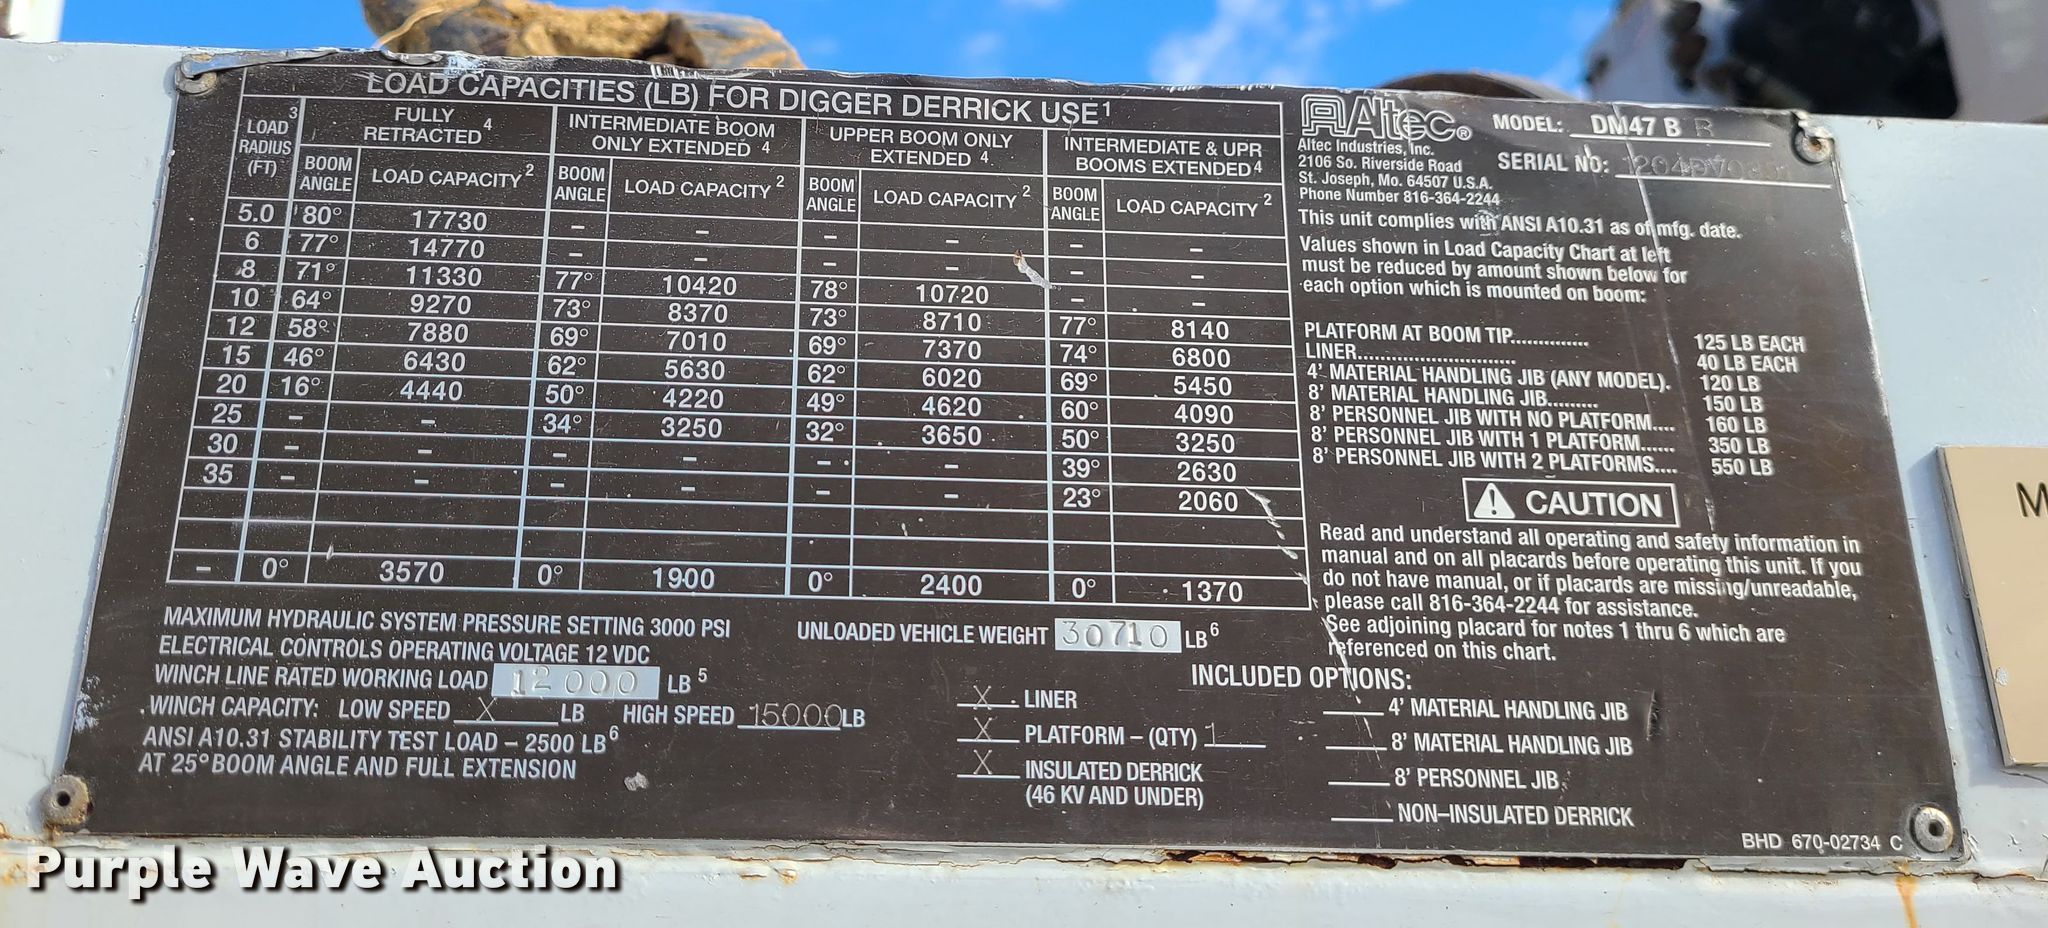 LOAD CAPACITIES (LB) FOR DIGGER DERRICK USE1
LOAD RADIUS (FT) 3 | FULLY RETRACTED 4 | INTERMEDIATE BOOM ONLY EXTENDED 4 | UPPER BOOM ONLY EXTENDED 4 | INTERMEDIATE & UPR BOOMS EXTENDED4
BOOM ANGLE | LOAD CAPACITY 2 | BOOM ANGLE | LOAD CAPACITY 2 | BOOM ANGLE | LOAD CAPACITY 2 | BOOM ANGLE | LOAD CAPACITY 2
5.0 80° 17730 – – – – – –
6 77° 14770 – – – – – –
8 71° 11330 77° 10420 78° 10720 – –
10 64° 9270 73° 8370 73° 8710 77° 8140
12 58° 7880 69° 7010 69° 7370 74° 6800
15 46° 6430 62° 5630 62° 6020 69° 5450
20 16° 4440 50° 4220 49° 4620 60° 4090
25 – – 34° 3250 32° 3650 50° 3250
30 – – – – – – 39° 2630
35 – – – – – – 23° 2060
– 0° 3570 0° 1900 0° 2400 0° 1370
MAXIMUM HYDRAULIC SYSTEM PRESSURE SETTING 3000 PSI
ELECTRICAL CONTROLS OPERATING VOLTAGE 12 VDC
WINCH LINE RATED WORKING LOAD 12000 LB 5
WINCH CAPACITY: LOW SPEED X LB HIGH SPEED 15000 LB
ANSI A10.31 STABILITY TEST LOAD – 2500 LB6
AT 25° BOOM ANGLE AND FULL EXTENSION
UNLOADED VEHICLE WEIGHT 30710 LB 6
INCLUDED OPTIONS:
X LINER
X PLATFORM – (QTY) 1
X INSULATED DERRICK
(46 KV AND UNDER)
4' MATERIAL HANDLING JIB
8' MATERIAL HANDLING JIB
8' PERSONNEL JIB
NON–INSULATED DERRICK
Altec®
Altec Industries, Inc.
2106 So. Riverside Road
St. Joseph, Mo. 64507 U.S.A.
Phone Number 816-364-2244
MODEL: DM47 B R
SERIAL NO:
This unit complies with ANSI A10.31 as of mfg. date.
Values shown in Load Capacity Chart at left
must be reduced by amount shown below for
each option which is mounted on boom:
PLATFORM AT BOOM TIP.............. 125 LB EACH
LINER............................ 40 LB EACH
4' MATERIAL HANDLING JIB (ANY MODEL). 120 LB
8' MATERIAL HANDLING JIB......... 150 LB
8' PERSONNEL JIB WITH NO PLATFORM.... 160 LB
8' PERSONNEL JIB WITH 1 PLATFORM...... 350 LB
8' PERSONNEL JIB WITH 2 PLATFORMS.... 550 LB
CAUTION
Read and understand all operating and safety information in
manual and on all placards before operating this unit. If you
do not have manual, or if placards are missing/unreadable,
please call 816-364-2244 for assistance.
See adjoining placard for notes 1 thru 6 which are
referenced on this chart.
BHD 670-02734 C
M
Purple Wave Auction